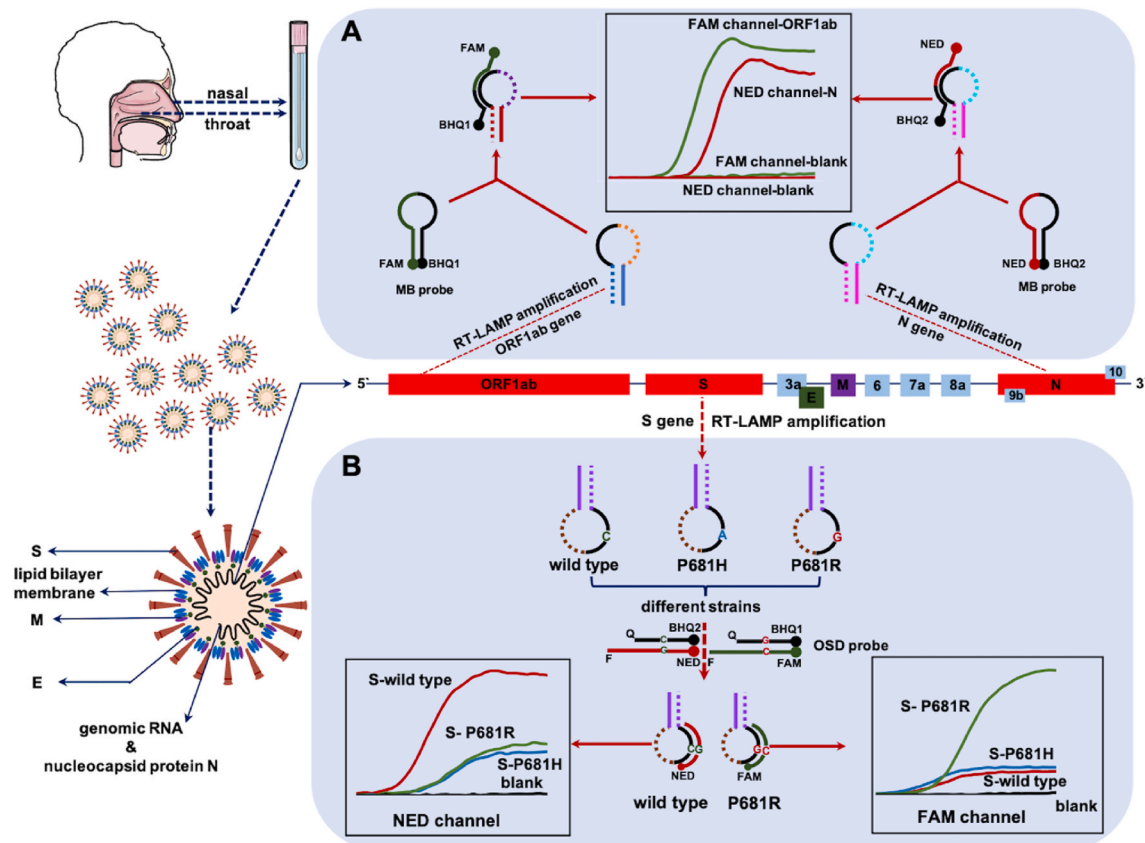 A
nasal
throat
FAM
BHQ1
FAM channel-ORF1ab
NED channel-N
FAM channel-blank
NED channel-blank
NED
BHQ2
FAM
BHQ1
MB probe
NED
BHQ2
MB probe
RT-LAMP amplification
ORF1ab gene
RT-LAMP amplification
N gene
5`
ORF1ab
S
3a
E
M
6
7a
8a
9b
N
10
3`
S gene
RT-LAMP amplification
B
C
A
G
wild type
P681H
P681R
different strains
Q
C
BHQ2
F
G
NED
Q
G
BHQ1
F
C
FAM
OSD probe
S
lipid bilayer
membrane
M
E
genomic RNA
&
nucleocapsid protein N
S-wild type
S- P681R
S-P681H
blank
NED channel
CG
NED
wild type
GC
FAM
P681R
S- P681R
S-P681H
S-wild type
blank
FAM channel